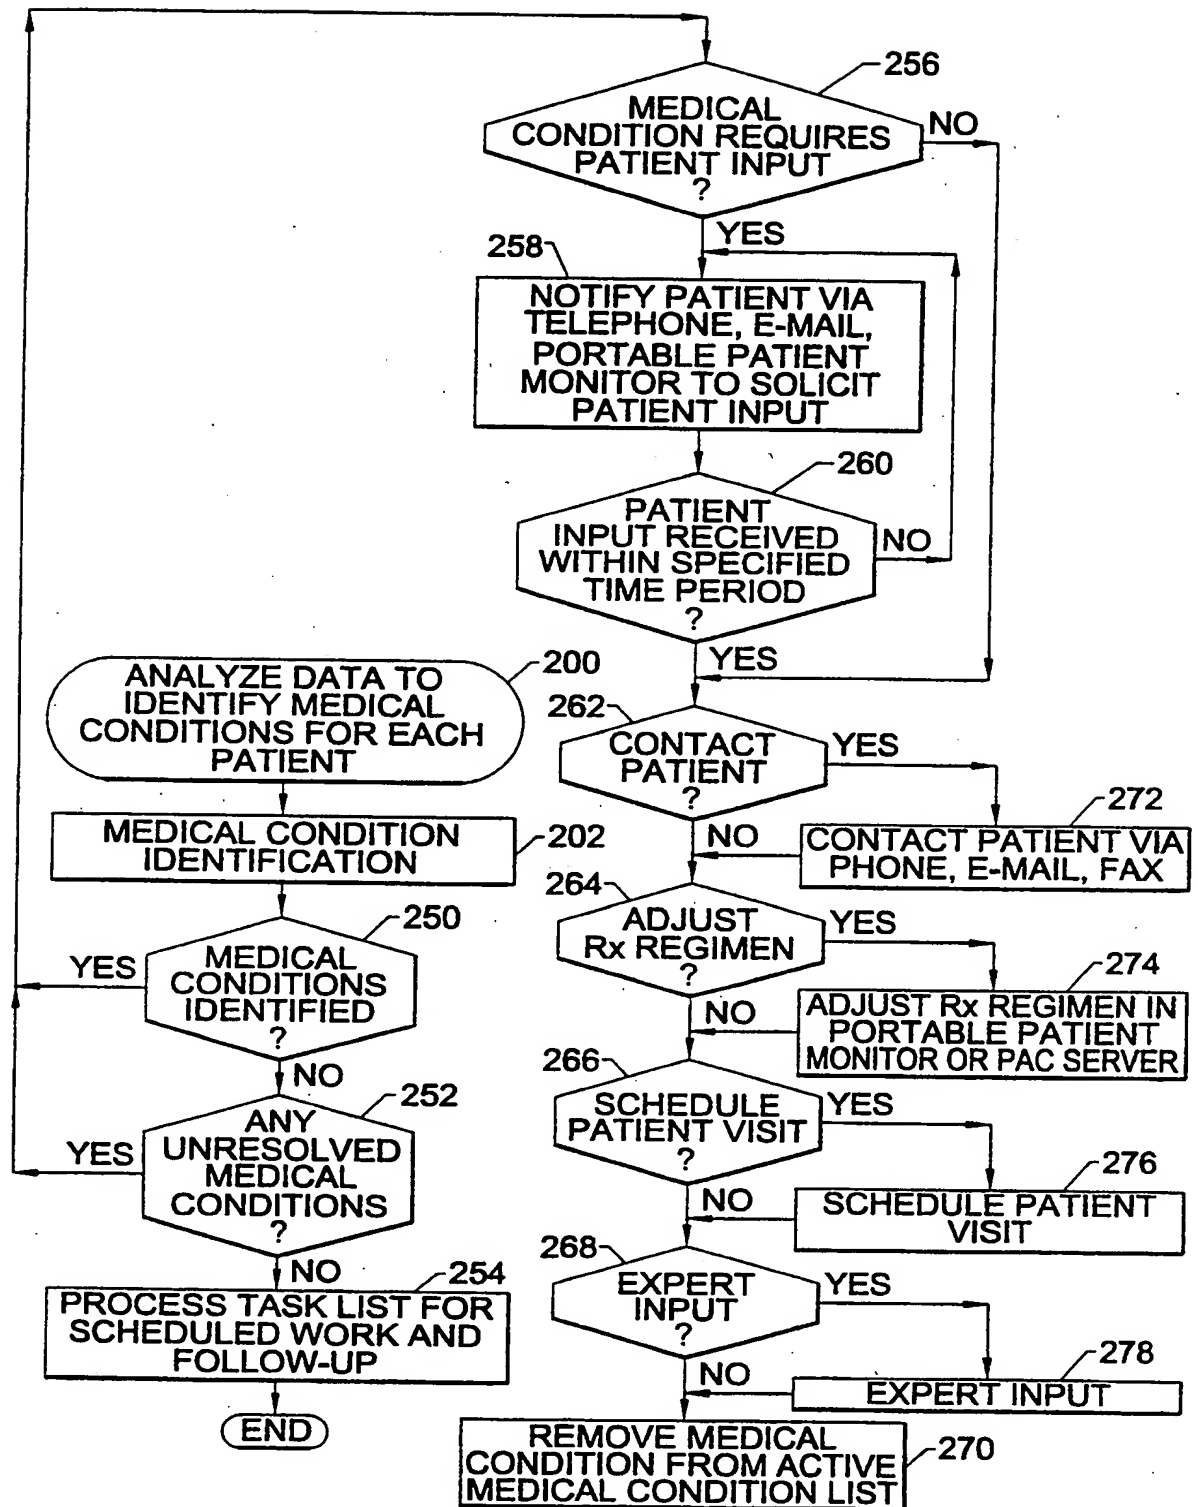 256
MEDICAL
CONDITION REQUIRES
PATIENT INPUT
?
NO
YES
258
NOTIFY PATIENT VIA
TELEPHONE, E-MAIL,
PORTABLE PATIENT
MONITOR TO SOLICIT
PATIENT INPUT
260
PATIENT
INPUT RECEIVED
WITHIN SPECIFIED
TIME PERIOD
?
NO
YES
200
ANALYZE DATA TO
IDENTIFY MEDICAL
CONDITIONS FOR EACH
PATIENT
202
MEDICAL CONDITION
IDENTIFICATION
250
MEDICAL
CONDITIONS
IDENTIFIED
?
YES
NO
252
ANY
UNRESOLVED
MEDICAL
CONDITIONS
?
YES
NO
254
PROCESS TASK LIST FOR
SCHEDULED WORK AND
FOLLOW-UP
END
262
CONTACT
PATIENT
?
YES
NO
272
CONTACT PATIENT VIA
PHONE, E-MAIL, FAX
264
ADJUST
Rx REGIMEN
?
YES
NO
274
ADJUST Rx REGIMEN IN
PORTABLE PATIENT
MONITOR OR PAC SERVER
266
SCHEDULE
PATIENT VISIT
?
YES
NO
276
SCHEDULE PATIENT
VISIT
268
EXPERT
INPUT
?
YES
NO
278
EXPERT INPUT
270
REMOVE MEDICAL
CONDITION FROM ACTIVE
MEDICAL CONDITION LIST